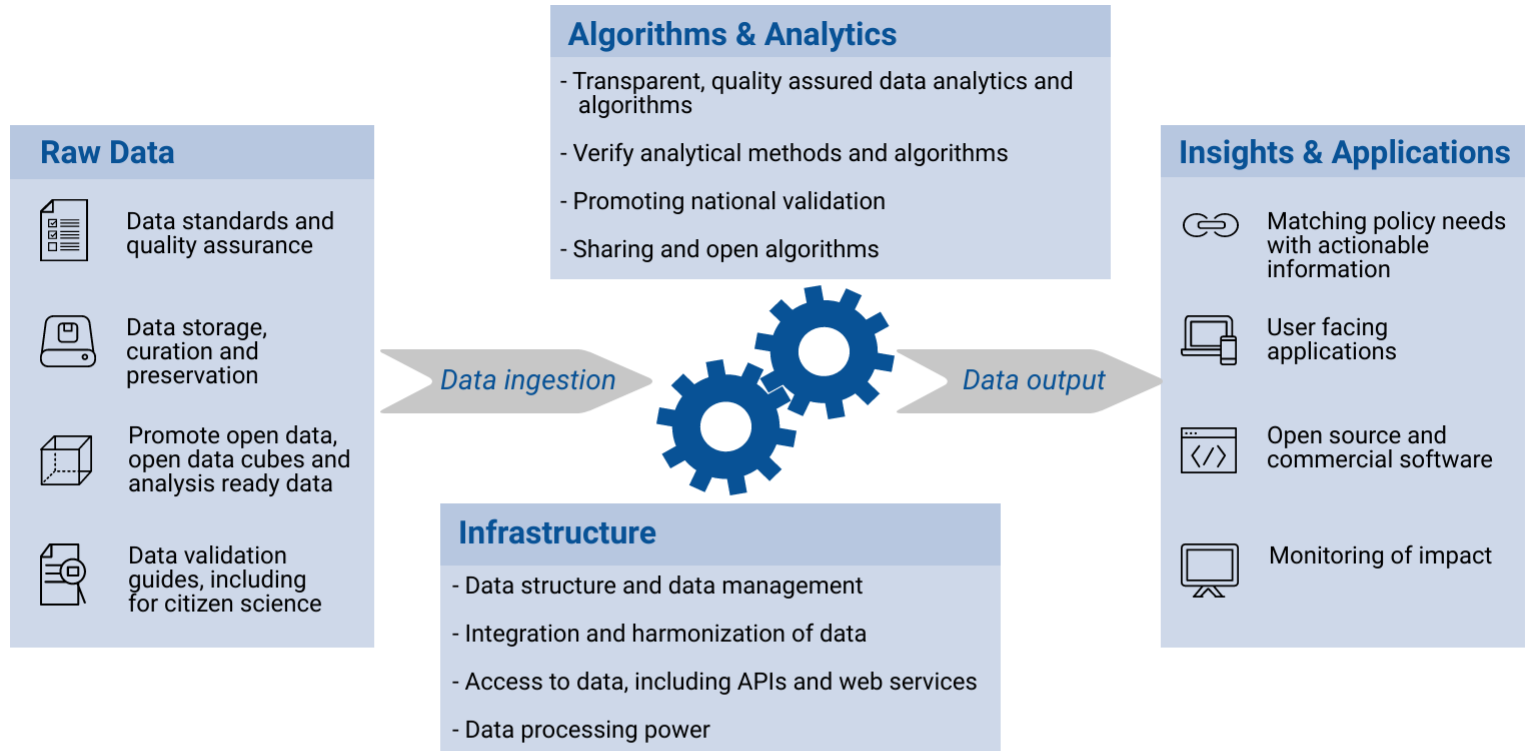 Raw Data
Data standards and
quality assurance
Data storage,
curation and
preservation
Promote open data,
open data cubes and
analysis ready data
Data validation
guides, including
for citizen science
Data ingestion
Algorithms & Analytics
- Transparent, quality assured data analytics and
algorithms
- Verify analytical methods and algorithms
- Promoting national validation
- Sharing and open algorithms
Infrastructure
- Data structure and data management
- Integration and harmonization of data
- Access to data, including APIs and web services
- Data processing power
Data output
Insights & Applications
Matching policy needs
with actionable
information
User facing
applications
</>
Open source and
commercial software
Monitoring of impact